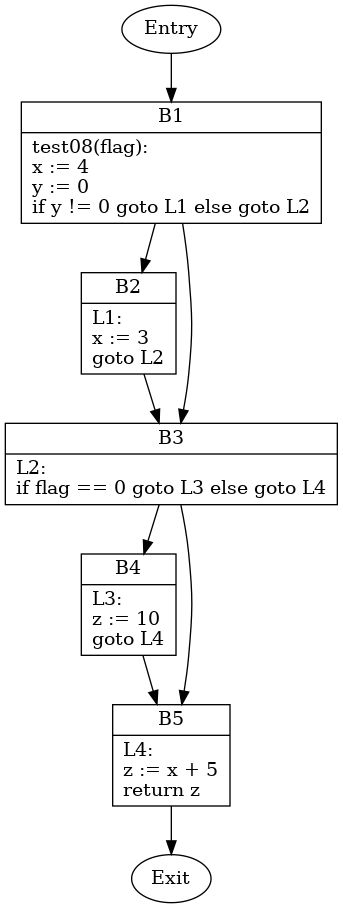 Entry
B1
test08(flag):
x := 4
y := 0
if y != 0 goto L1 else goto L2
B2
L1:
x := 3
goto L2
B3
L2:
if flag == 0 goto L3 else goto L4
B4
L3:
z := 10
goto L4
B5
L4:
z := x + 5
return z
Exit